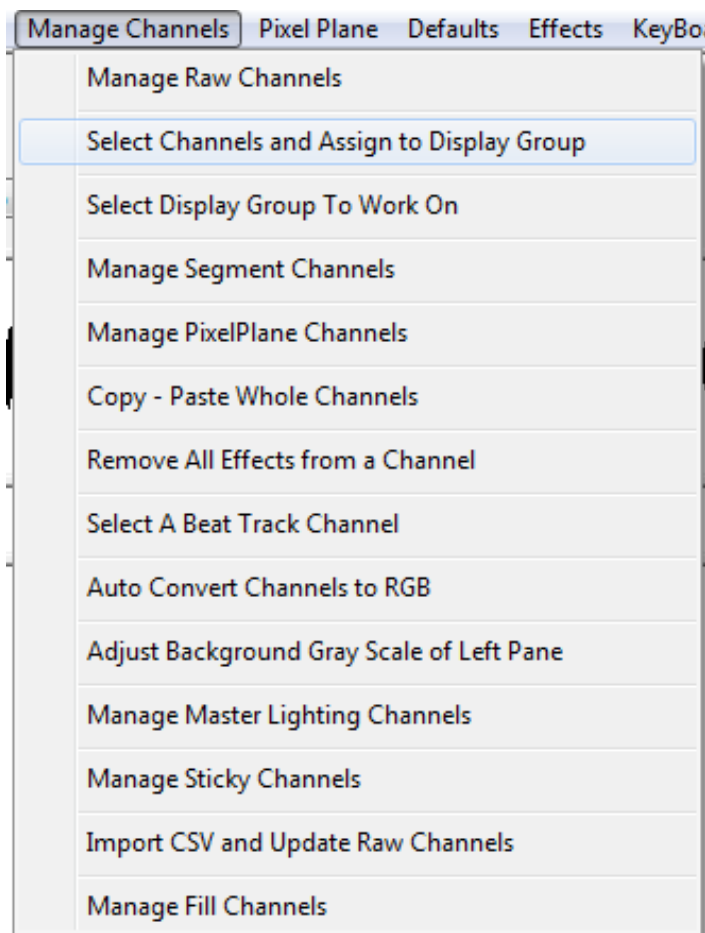 Manage Channels Pixel Plane Defaults Effects
Manage Raw Channels
Select Channels and Assign to Display Group
Select Display Group To Work On
Manage Segment Channels
Manage PixelPlane Channels
Copy - Paste Whole Channels
Remove All Effects from a Channel
Select A Beat Track Channel
Auto Convert Channels to RGB
Adjust Background Gray Scale of Left Pane
Manage Master Lighting Channels
Manage Sticky Channels
Import CSV and Update Raw Channels
Manage Fill Channels